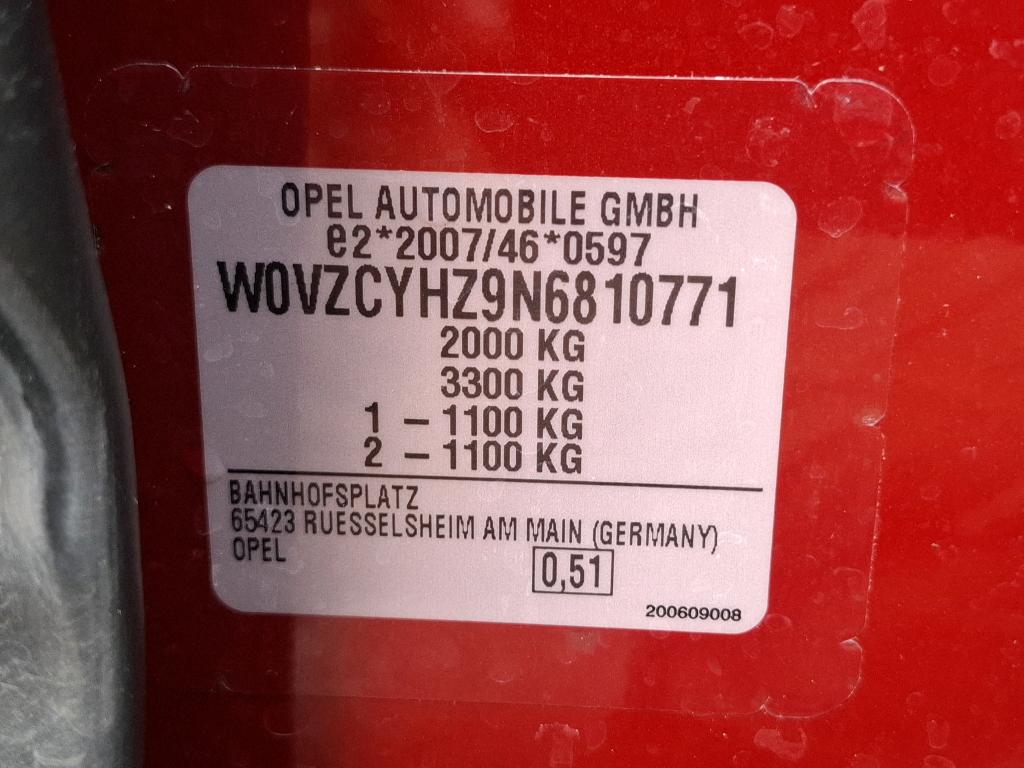 OPEL AUTOMOBILE GMBH
e2*2007/46*0597
W0VZCYHZ9N6810771
2000 KG
3300 KG
1 - 1100 KG
2 - 1100 KG
BAHNHOFSPLATZ
65423 RUESSELSHEIM AM MAIN (GERMANY)
OPEL
0,51
200609008